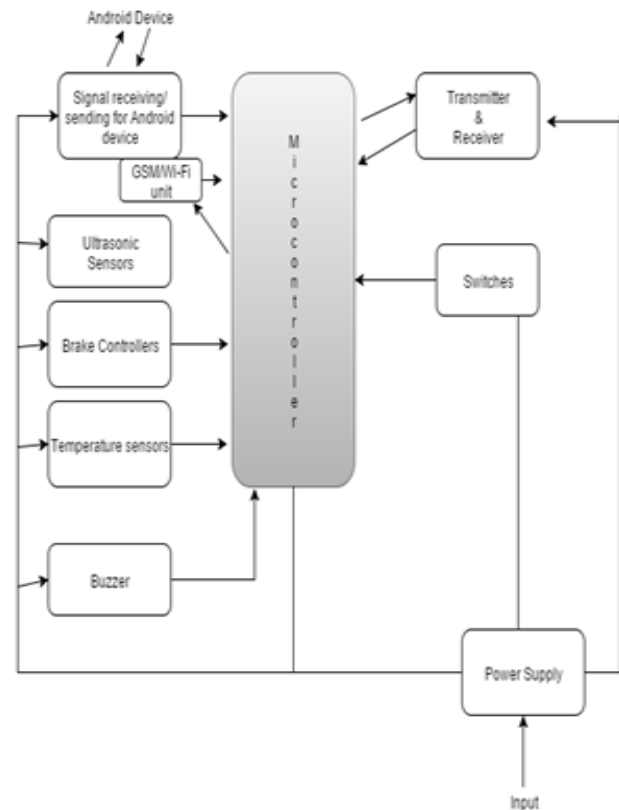 Android Device
Signal receiving/
sending for Android
device
GSM/Wi-Fi
unit
Ultrasonic
Sensors
Brake Controllers
Temperature sensors
Buzzer
Microcontroller
Transmitter
&
Receiver
Switches
Power Supply
Input